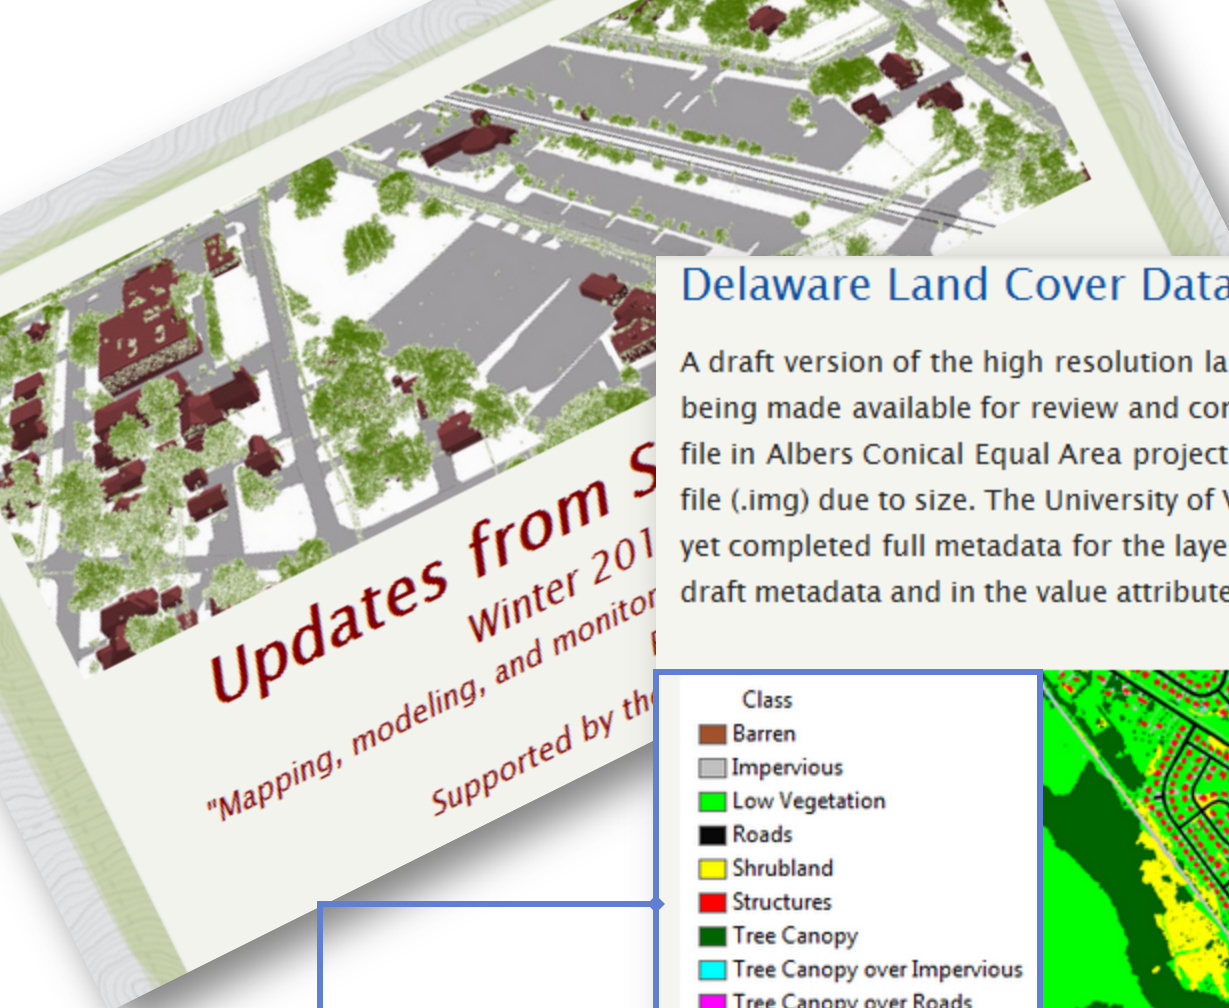 Updates from S
Winter 201
"Mapping, modeling, and monitor
Supported by the
Delaware Land Cover Data
A draft version of the high resolution la
being made available for review and co
file in Albers Conical Equal Area project
file (.img) due to size. The University of V
yet completed full metadata for the laye
draft metadata and in the value attribute
Class
Barren
Impervious
Low Vegetation
Roads
Shrubland
Structures
Tree Canopy
Tree Canopy over Impervious
Tree Canopy over Roads